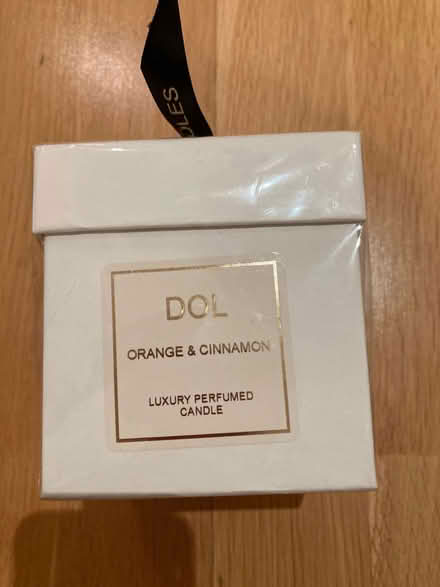 DOL
ORANGE & CINNAMON
LUXURY PERFUMED
CANDLE